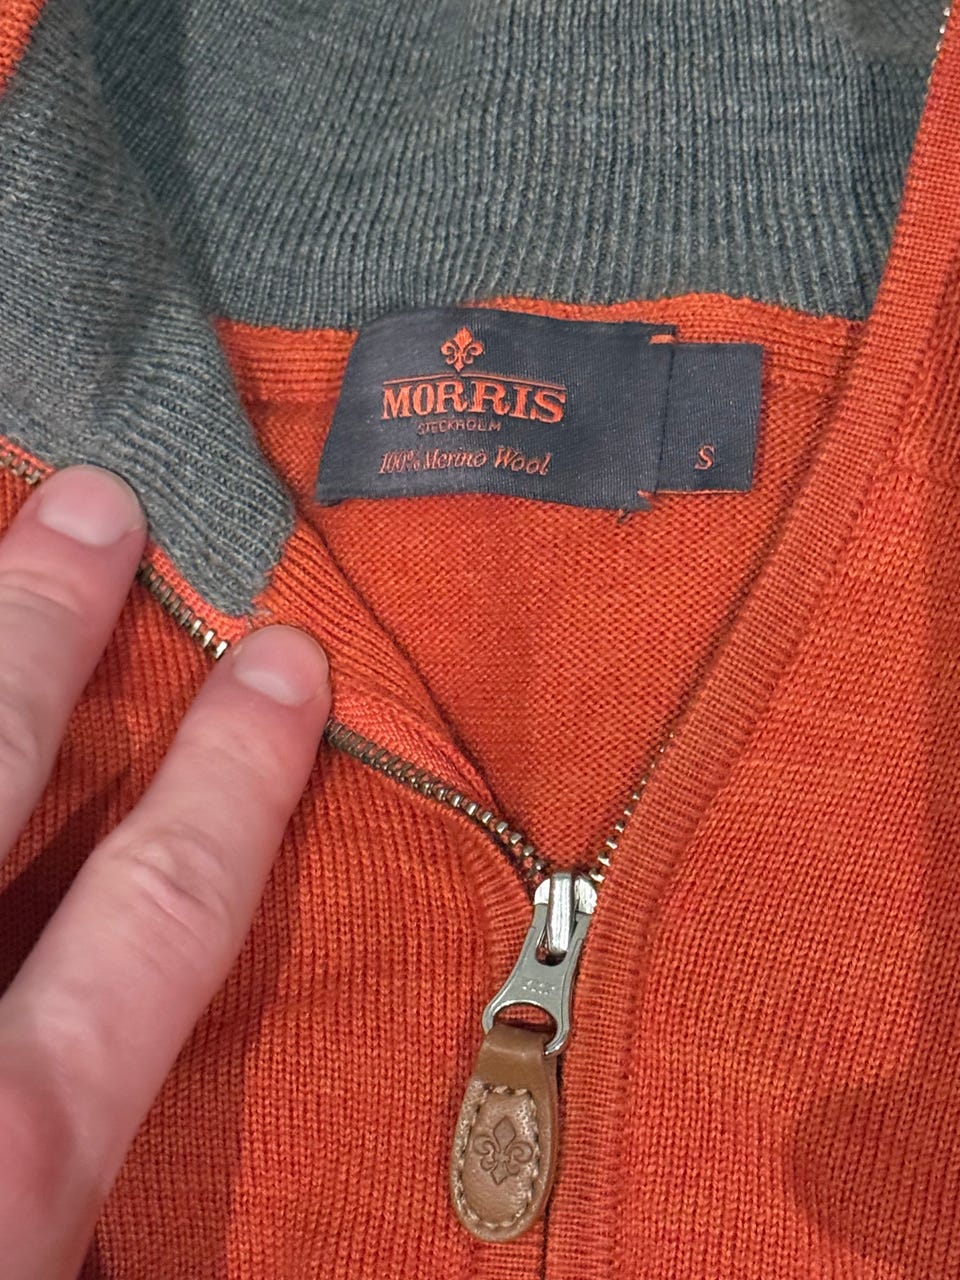 MORRIS
STOCKHOLM
100% Merino Wool
S